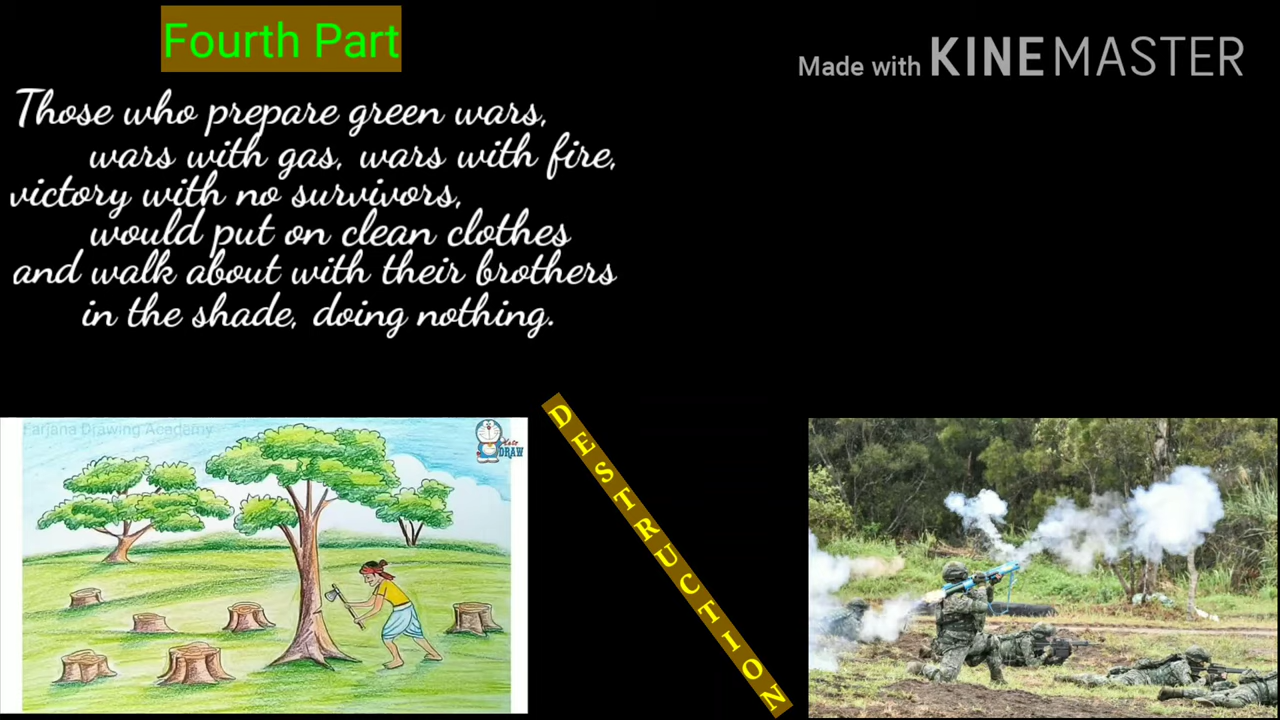 Fourth Part
Made with KINEMASTER
Those who prepare green wars,
wars with gas, wars with fire,
victory with no survivors,
would put on clean clothes
and walk about with their brothers
in the shade, doing nothing.
Farjana Drawing Academy
DRAW
DESTRUCTION